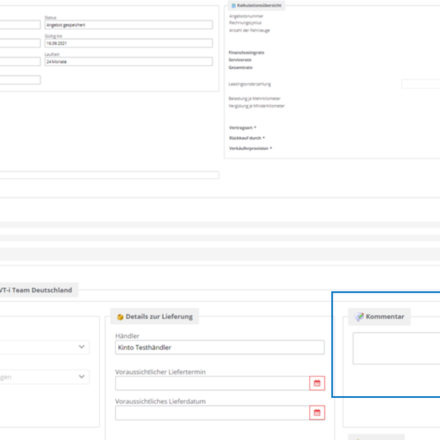 Status
Angebot gespeichert
Gültig bis
18.08.2021
Laufzeit
24 Monate
Kalkulationsübersicht
Angebotsnummer
Rechnungszyklus
Anzahl der Fahrzeuge
Finanzleasingrate
Servicerate
Gesamtrate
Leasingsonderzahlung
Belastung je Mehrkilometer
Vergütung je Minderkilometer
Vertragsart *
Rückkauf durch *
Verkäuferprovision *
VT-i Team Deutschland
Details zur Lieferung
Händler
Kinto Testhändler
Voraussichtlicher Liefertermin
Voraussichtliches Lieferdatum
Kommentar